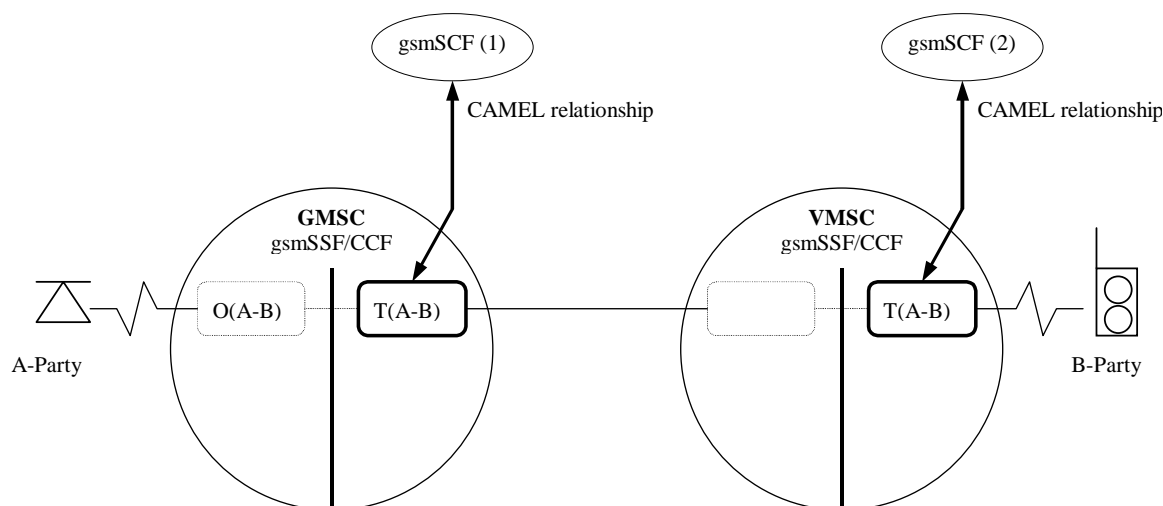 gsmSCF (1)
gsmSCF (2)
CAMEL relationship
CAMEL relationship
GMSC
gsmSSF/CCF
VMSC
gsmSSF/CCF
O(A-B)
T(A-B)
T(A-B)
A-Party
B-Party